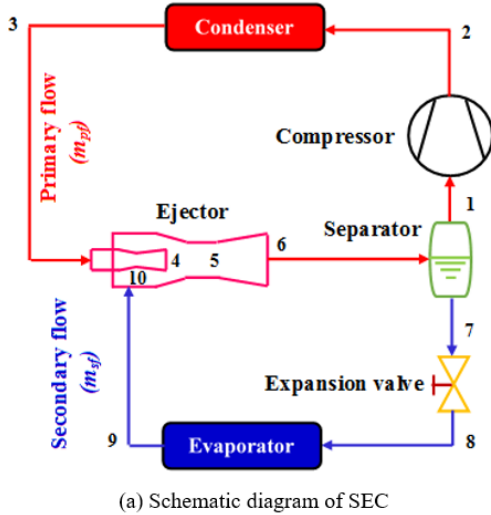 3
Condenser
2
Compressor
Primary flow
(mpf)
Ejector
Separator
1
6
4
5
10
7
Secondary flow
(msf)
Expansion valve
9
Evaporator
8
(a) Schematic diagram of SEC